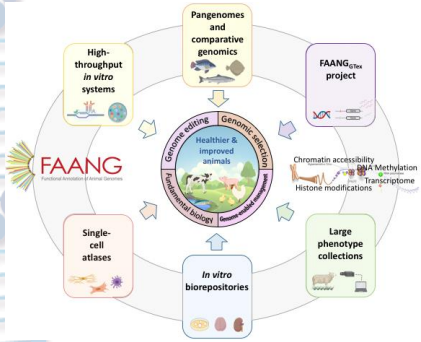 Pangenomes
and
comparative
genomics
High-
throughput
in vitro
systems
FAANGGTex
project
Genome editing
Genomic selection
Healthier &
improved
animals
Fundamental biology
Genome-enabled management
FAANG
Functional Annotation of Animal Genomes
Chromatin accessibility
DNA Methylation
Transcriptome
Histone modifications
Single-
cell
atlases
In vitro
biorepositories
Large
phenotype
collections